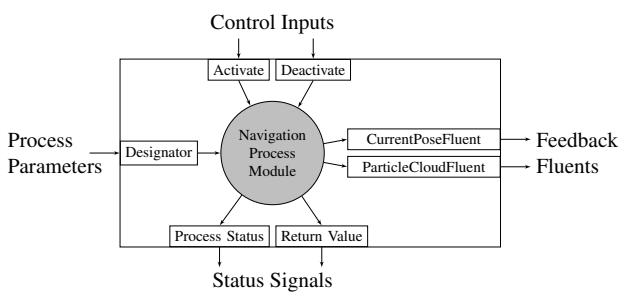 Control Inputs
Activate
Deactivate
Process
Parameters
Designator
Navigation
Process
Module
CurrentPoseFluent
ParticleCloudFluent
Feedback
Fluents
Process Status
Return Value
Status Signals